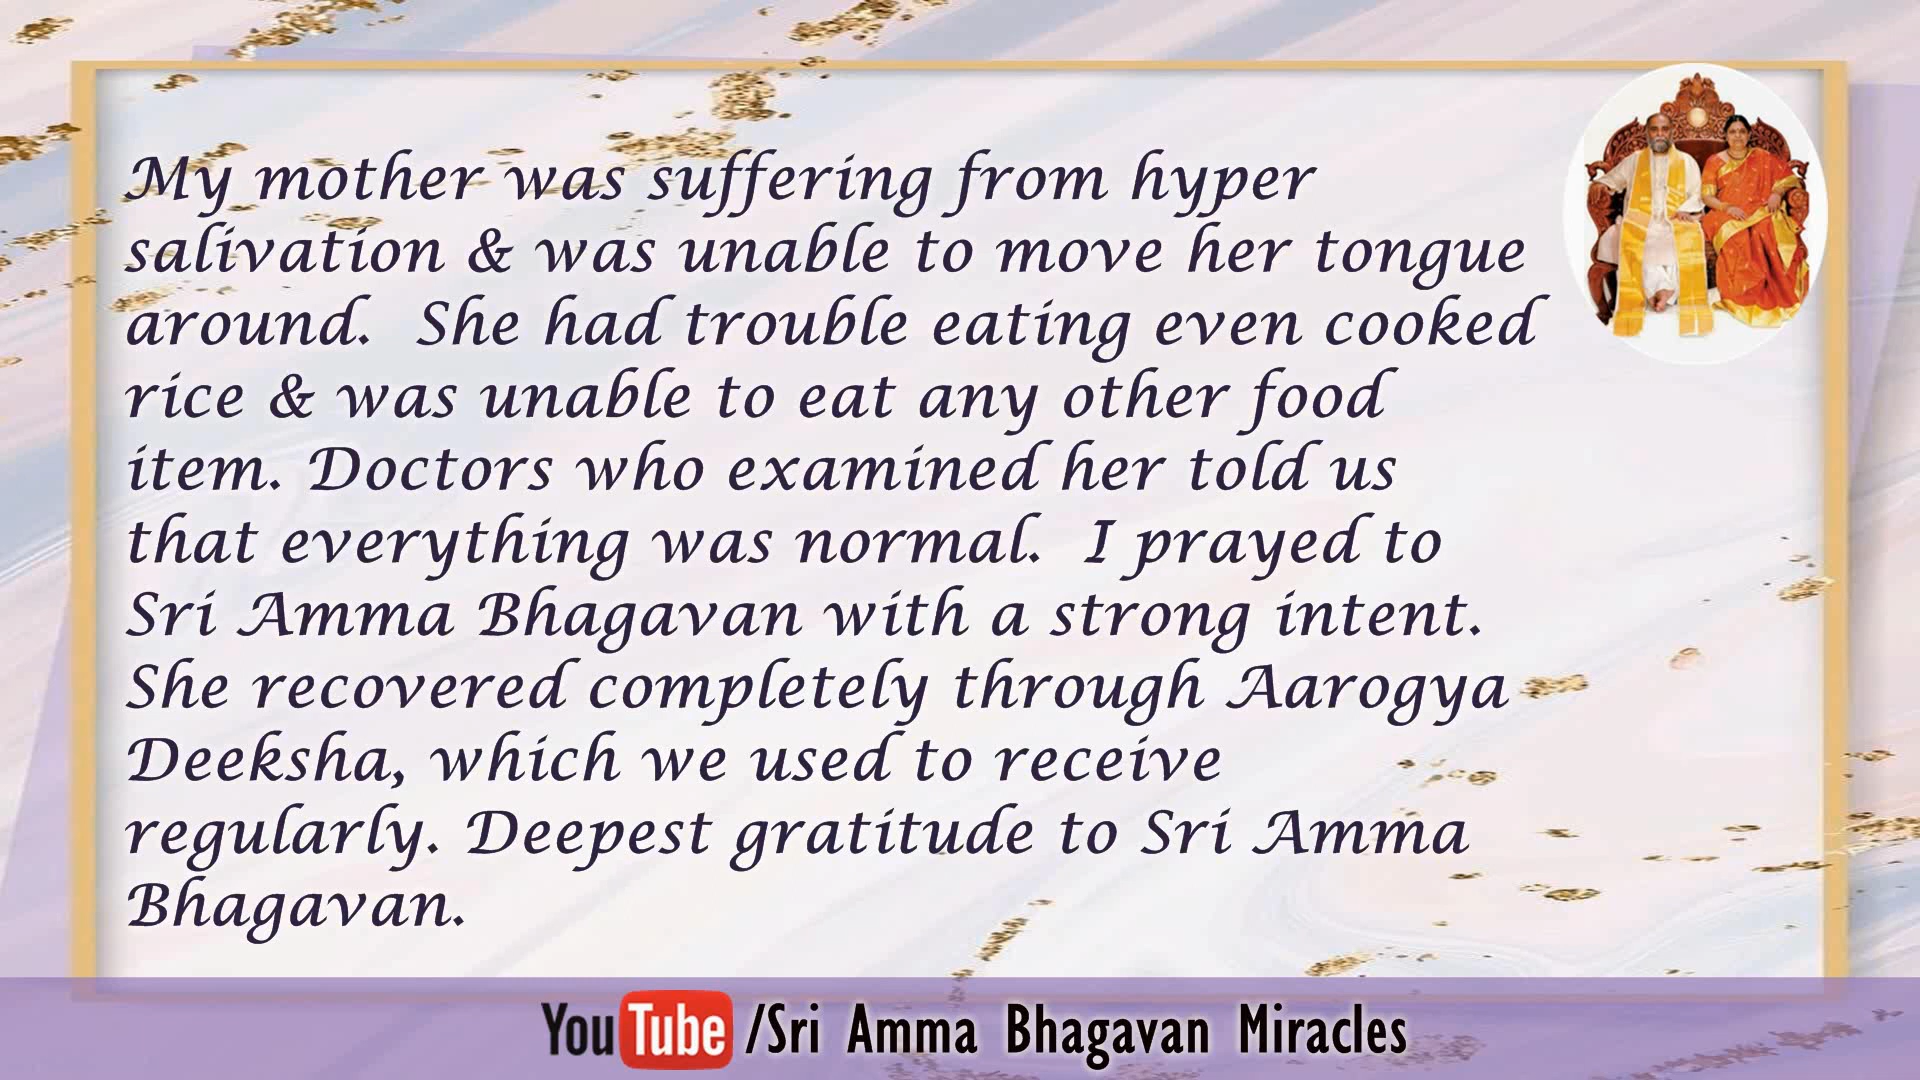 My mother was suffering from hyper
salivation & was unable to move her tongue
around.  She had trouble eating even cooked
rice & was unable to eat any other food
item. Doctors who examined her told us
that everything was normal.  I prayed to
Sri Amma Bhagavan with a strong intent.
She recovered completely through Aarogya
Deeksha, which we used to receive
regularly. Deepest gratitude to Sri Amma
Bhagavan.
YouTube /Sri Amma Bhagavan Miracles